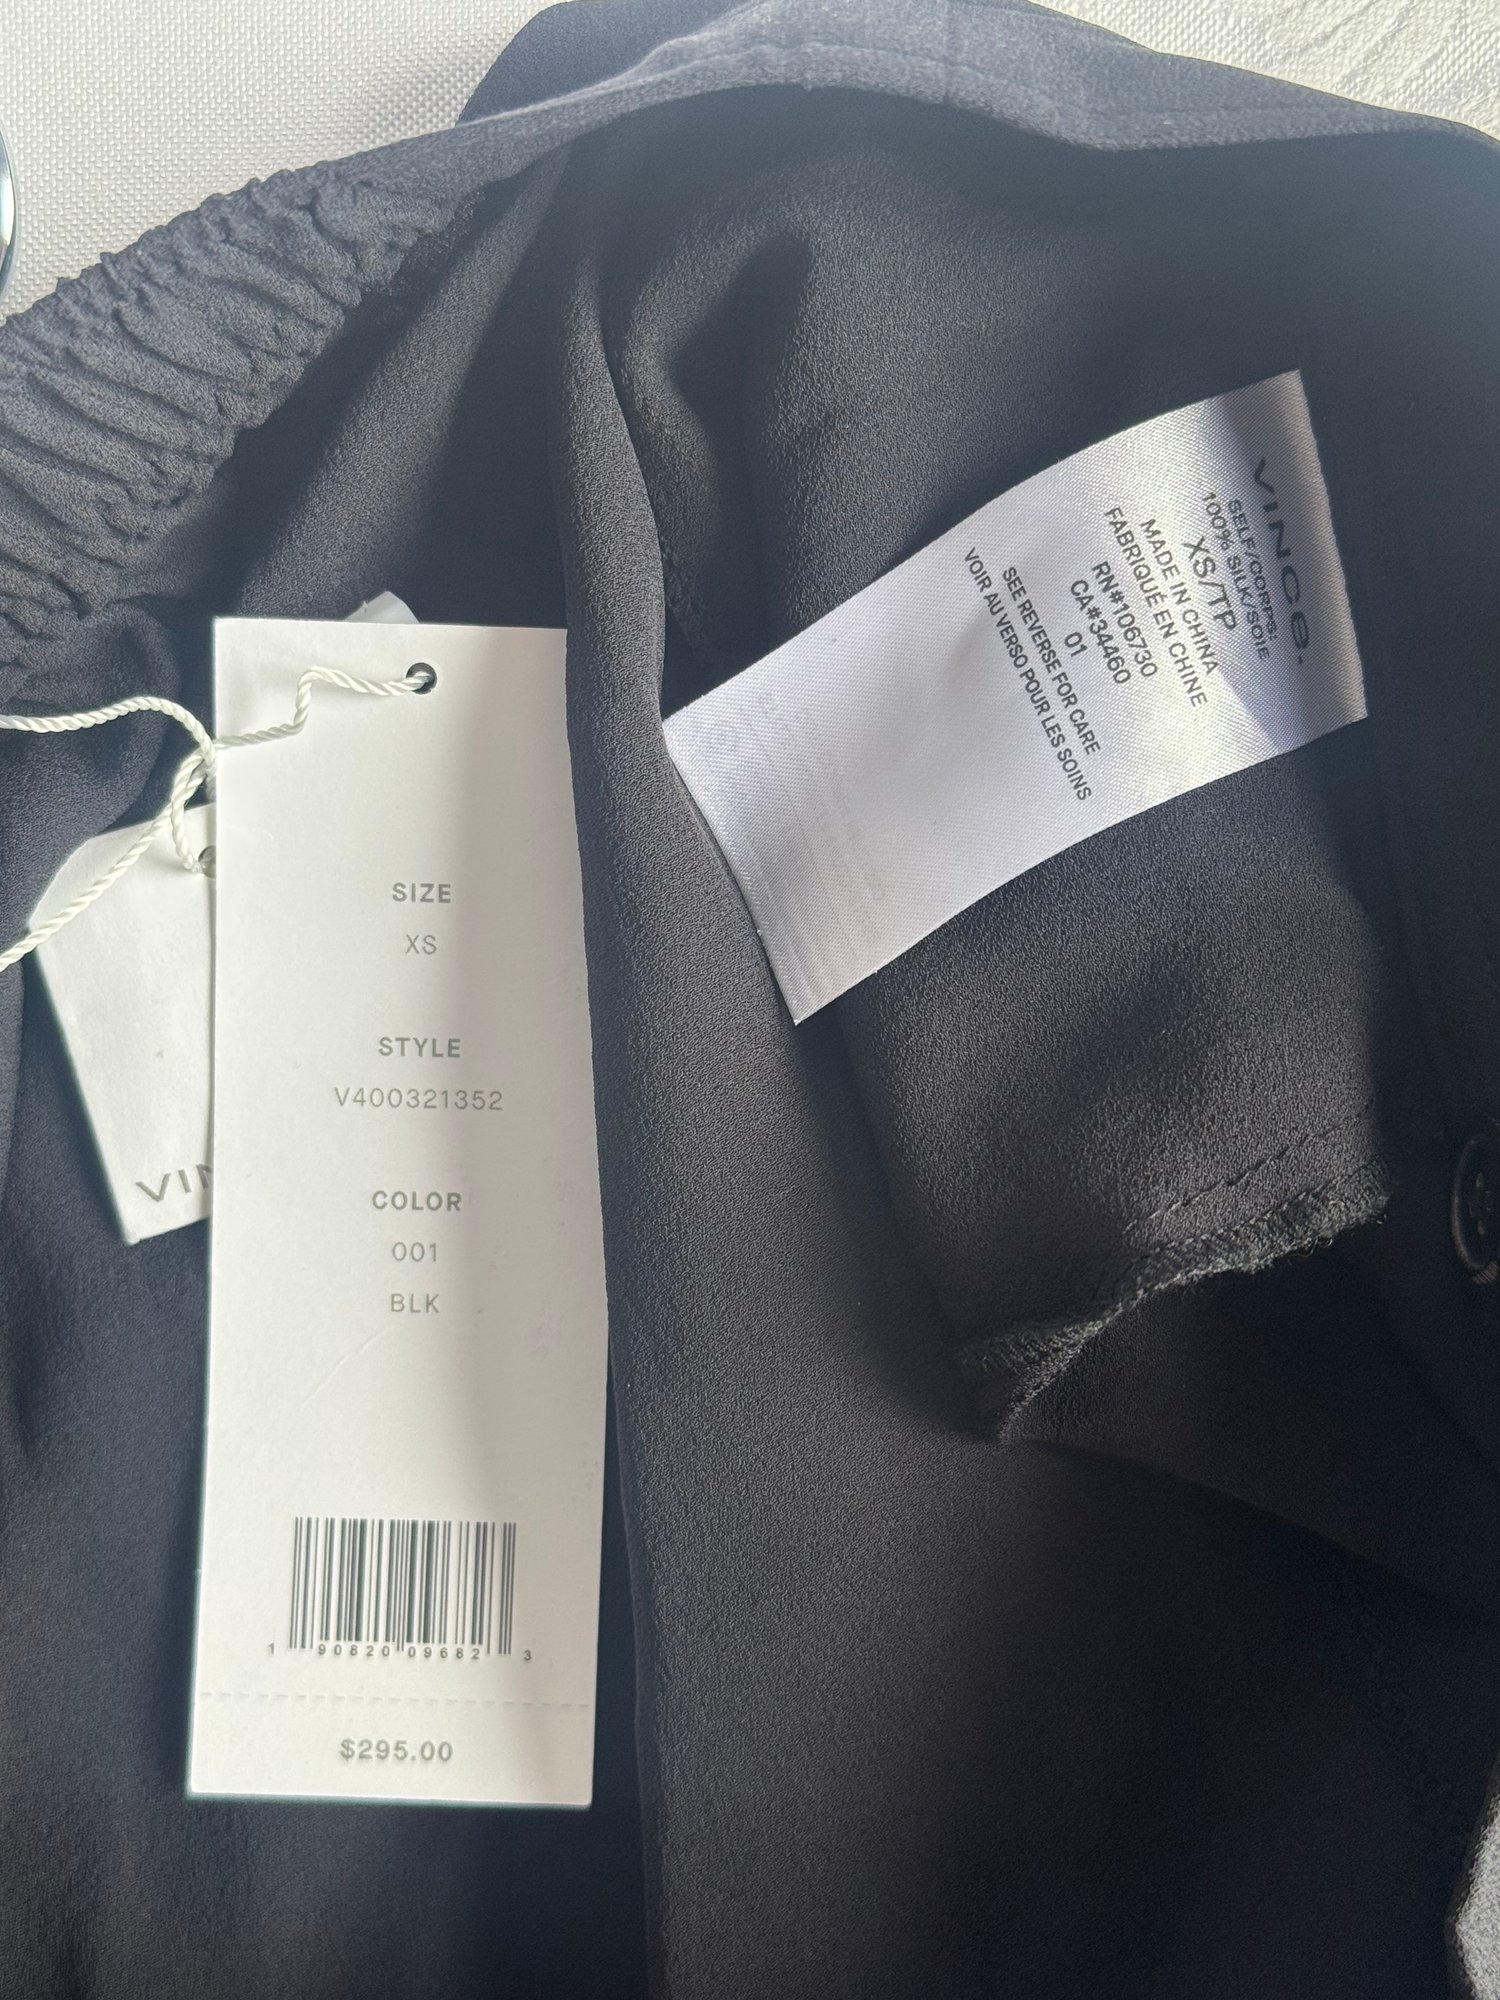 SIZE
XS
STYLE
V400321352
COLOR
001
BLK
1 90820 09682 3
$295.00
VINCE.
SELF/CORPS:
100% SILK/SOIE
XS/TP
MADE IN CHINA
FABRIQUÉ EN CHINE
RN#106730
CA#34460
01
SEE REVERSE FOR CARE
VOIR AU VERSO POUR LES SOINS
VIN